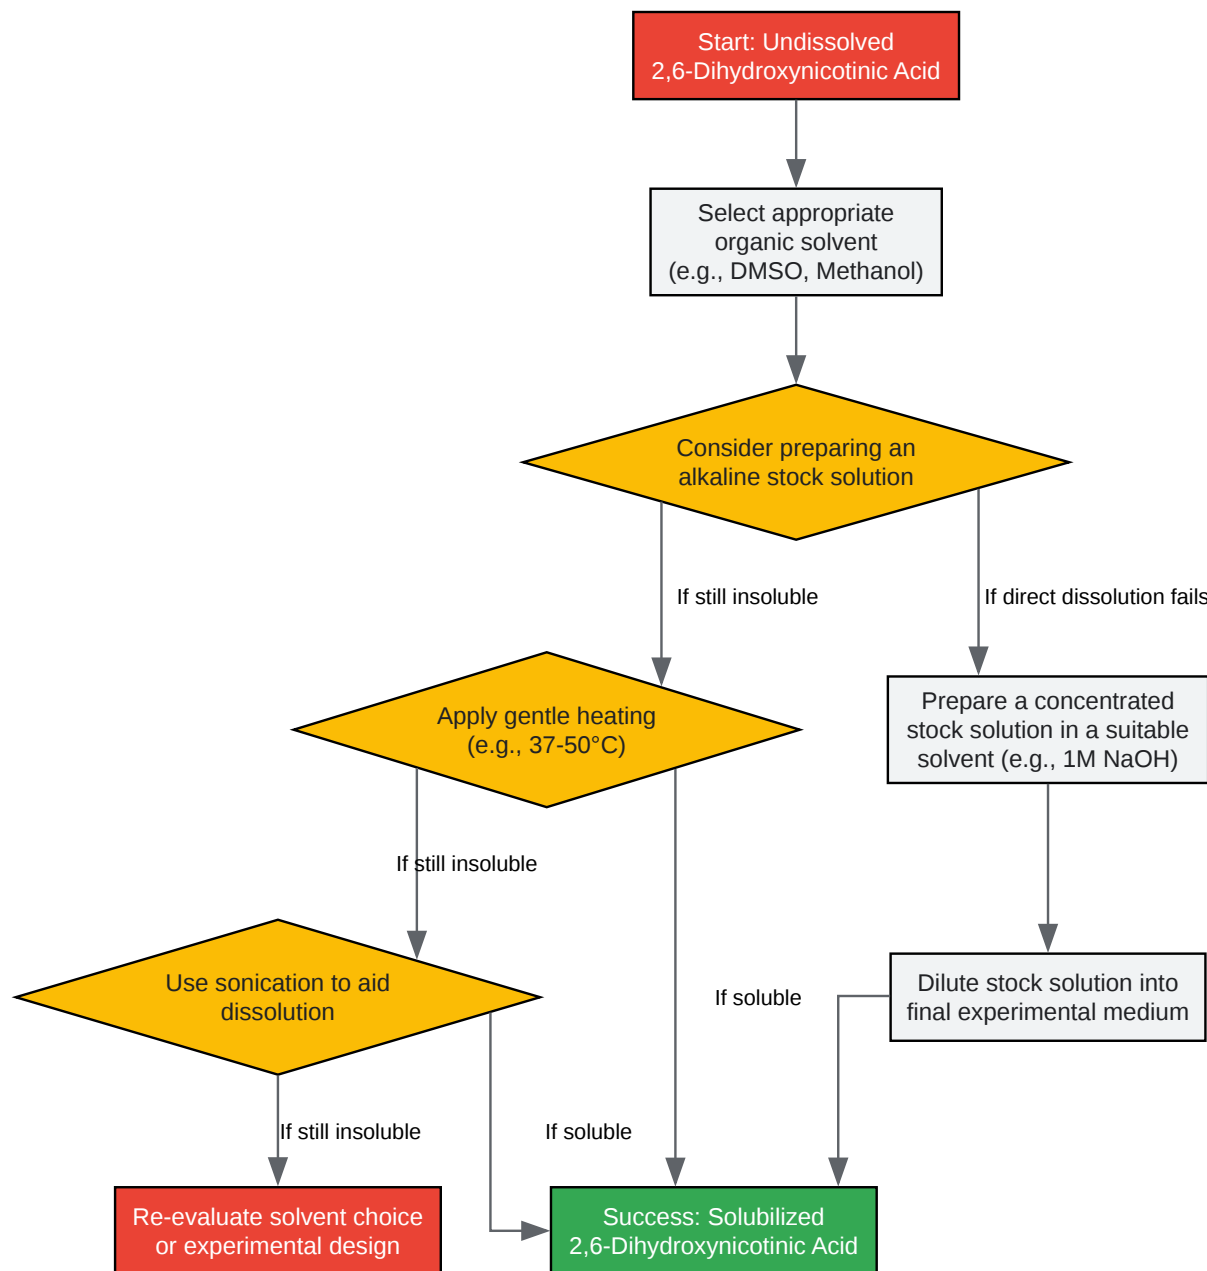 Start: Undissolved
2,6-Dihydroxynicotinic Acid
Select appropriate
organic solvent
(e.g., DMSO, Methanol)
Consider preparing an
alkaline stock solution
If still insoluble
If direct dissolution fails
Apply gentle heating
(e.g., 37-50°C)
Prepare a concentrated
stock solution in a suitable
solvent (e.g., 1M NaOH)
If still insoluble
Use sonication to aid
dissolution
If soluble
Dilute stock solution into
final experimental medium
If still insoluble
If soluble
Re-evaluate solvent choice
or experimental design
Success: Solubilized
2,6-Dihydroxynicotinic Acid